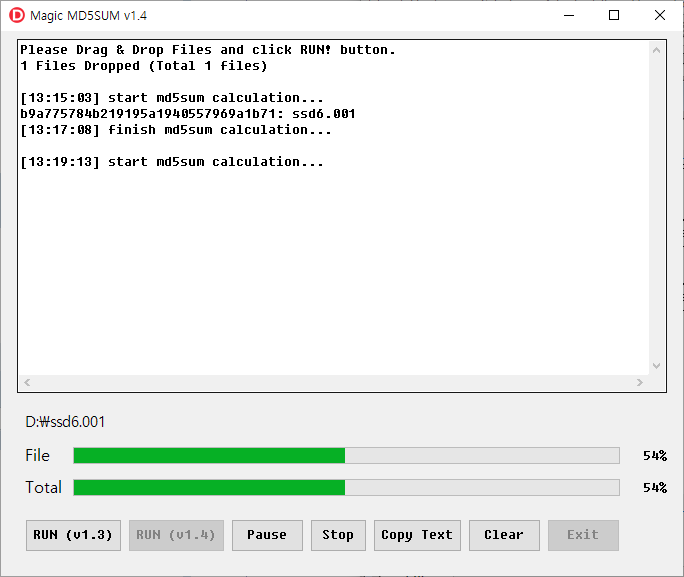 Magic MD5SUM v1.4
Please Drag & Drop Files and click RUN! button.
1 Files Dropped (Total 1 files)
[13:15:03] start md5sum calculation...
b9a775784b219195a1940557969a1b71: ssd6.001
[13:17:08] finish md5sum calculation...
[13:19:13] start md5sum calculation...
D:₩ssd6.001
File 54%
Total 54%
RUN (v1.3) RUN (v1.4) Pause Stop Copy Text Clear Exit